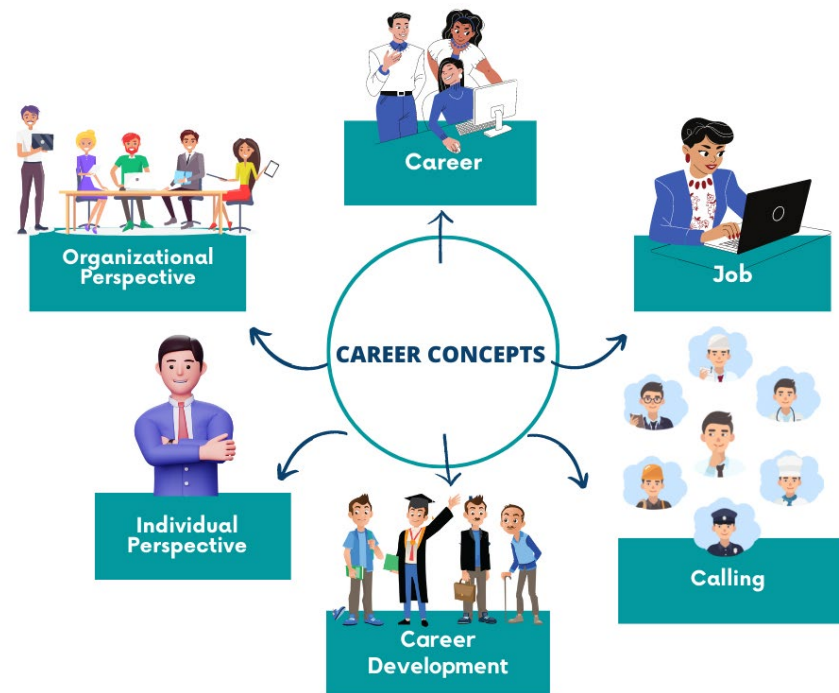 Career
Organizational
Perspective
Job
CAREER CONCEPTS
Individual
Perspective
Calling
Career
Development